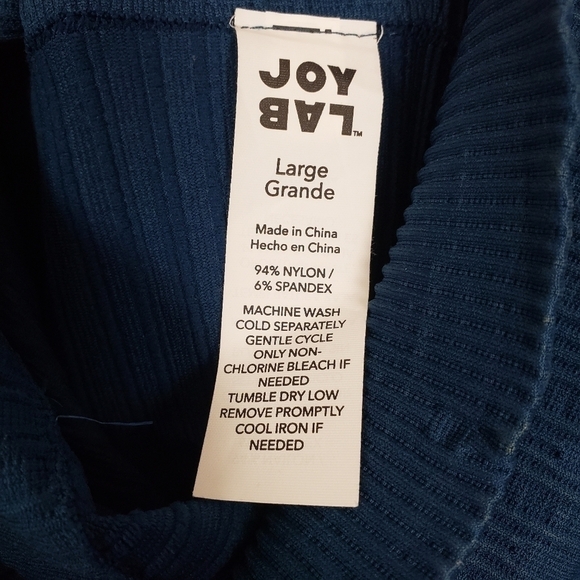 JOY
LAB™
Large
Grande
Made in China
Hecho en China
94% NYLON /
6% SPANDEX
MACHINE WASH
COLD SEPARATELY
GENTLE CYCLE
ONLY NON-
CHLORINE BLEACH IF
NEEDED
TUMBLE DRY LOW
REMOVE PROMPTLY
COOL IRON IF
NEEDED